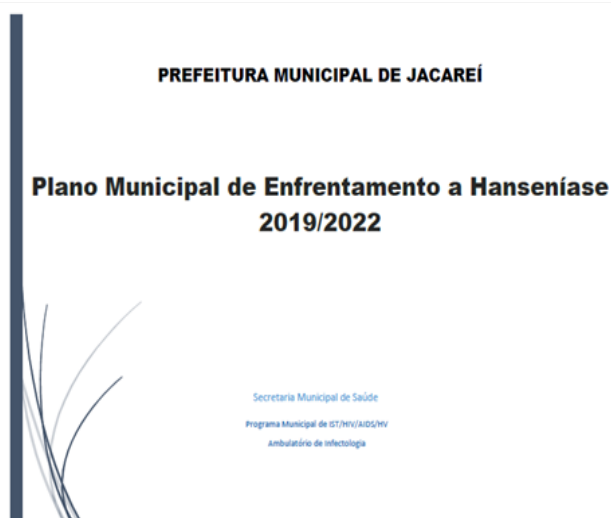 PREFEITURA MUNICIPAL DE JACAREÍ
Plano Municipal de Enfrentamento a Hanseníase
2019/2022
Secretaria Municipal de Saúde
Programa Municipal de IST/HIV/AIDS/HV
Ambulatório de Infectologia